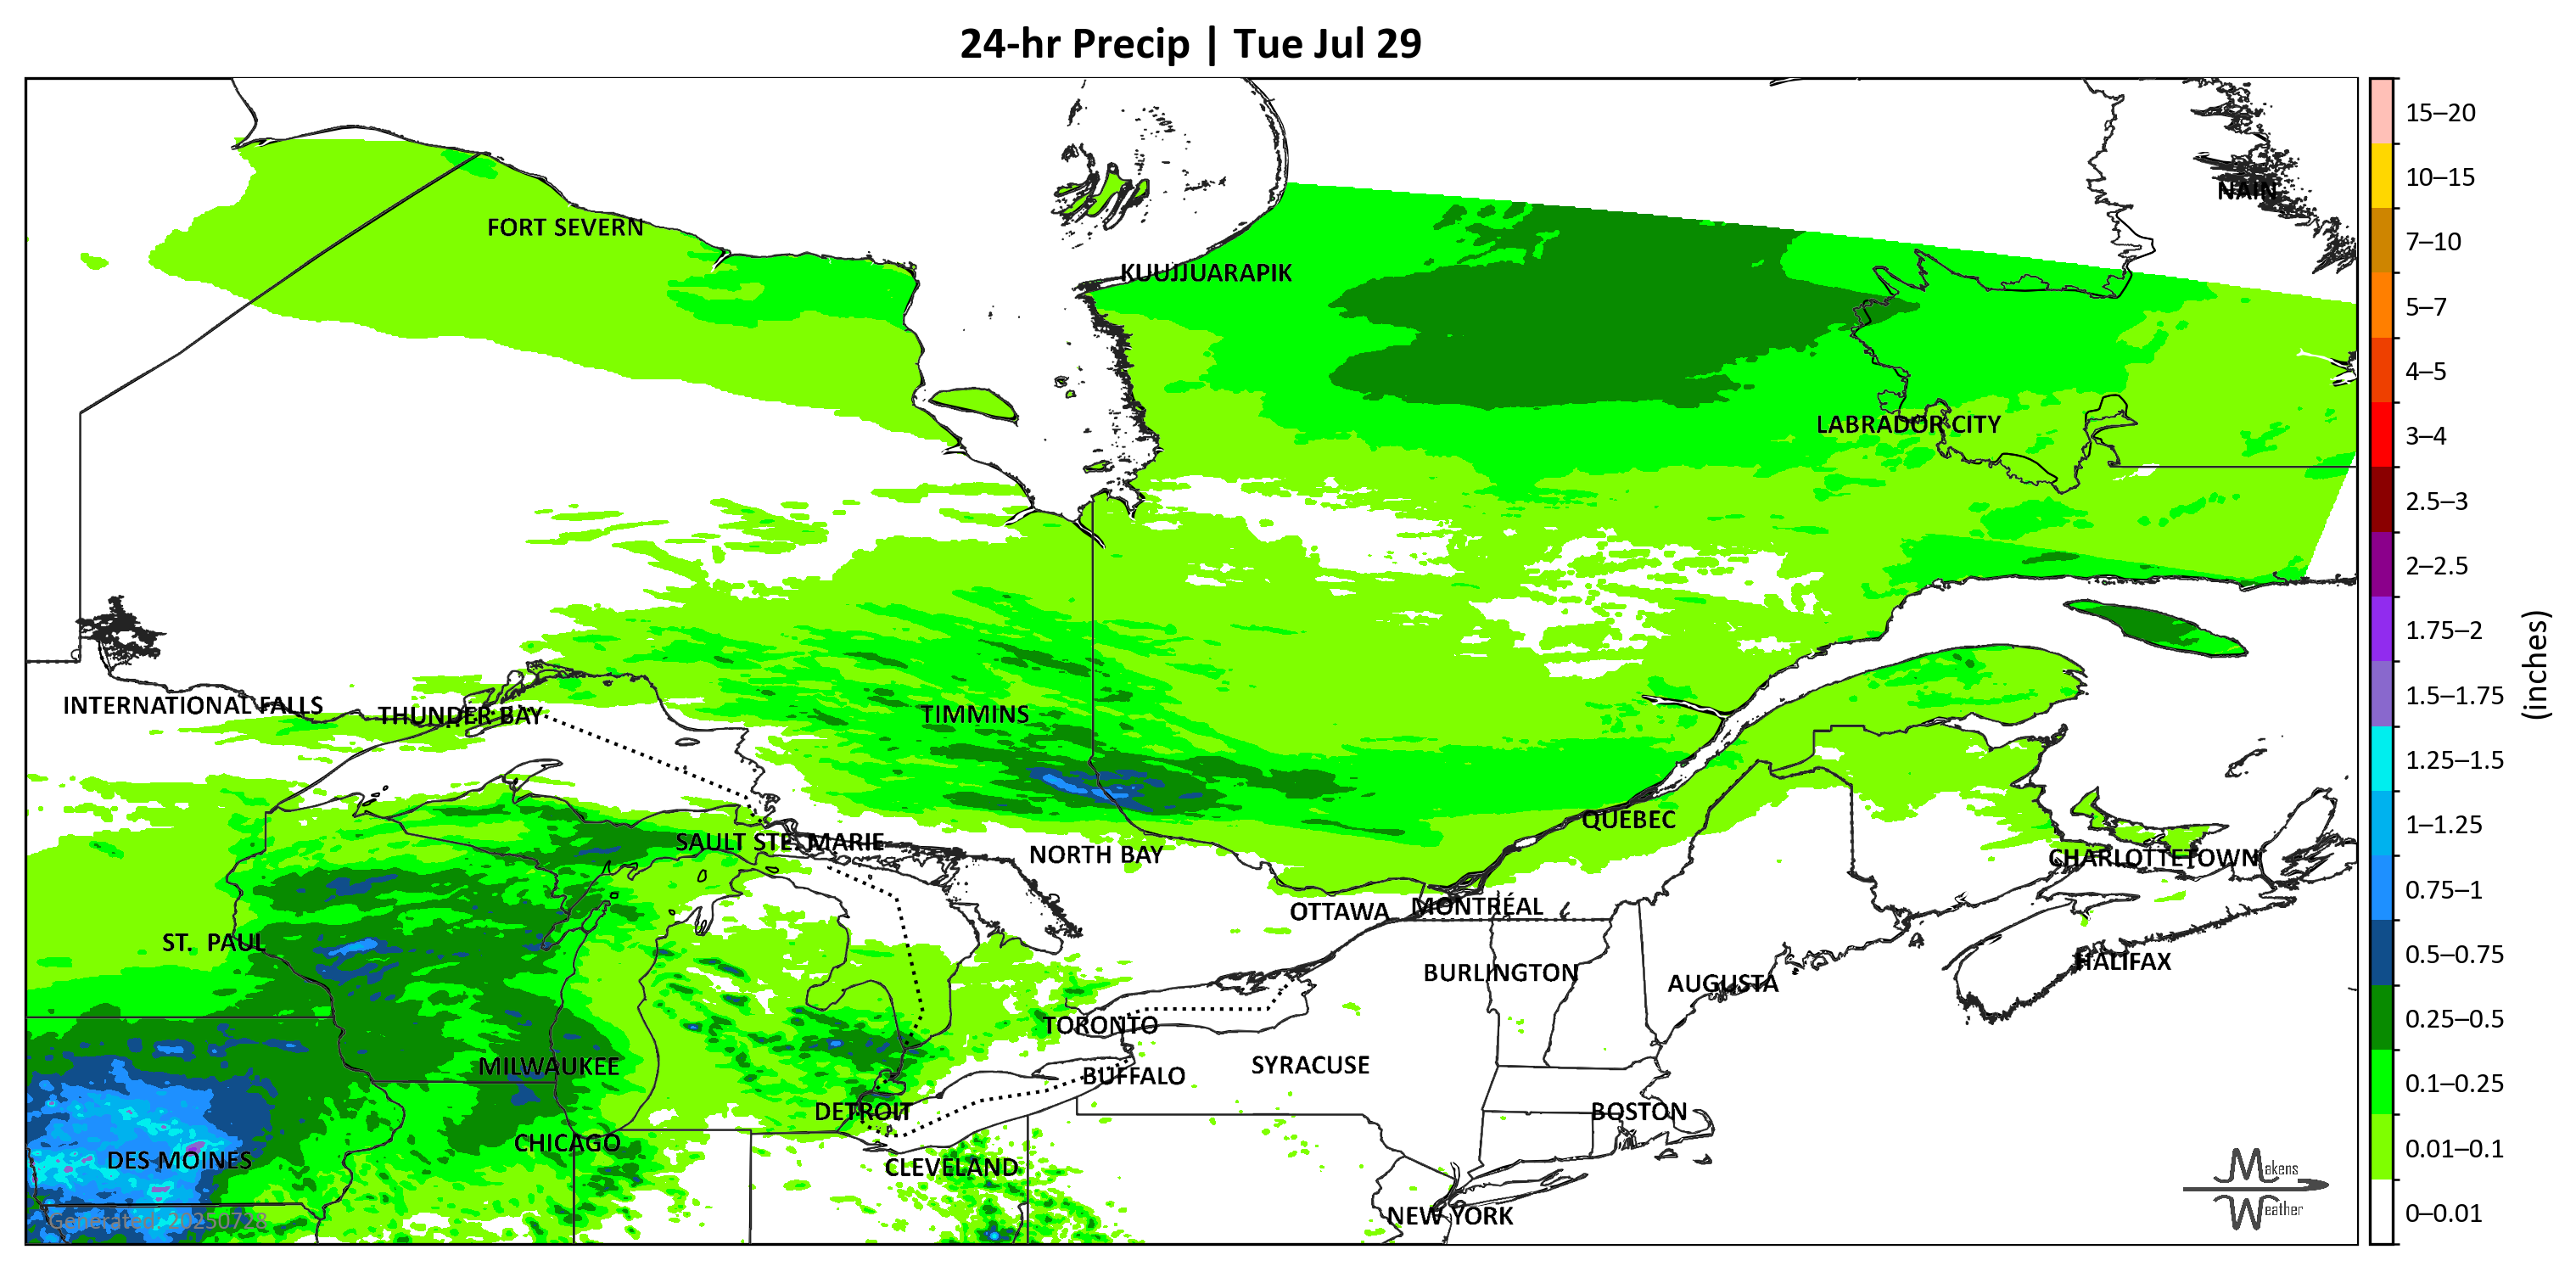 24-hr Precip | Tue Jul 29
NAIN
FORT SEVERN
KUUJJUARAPIK
LABRADOR CITY
INTERNATIONAL FALLS
THUNDER BAY
TIMMINS
QUÉBEC
SAULT STE. MARIE
NORTH BAY
CHARLOTTETOWN
OTTAWA
MONTRÉAL
ST. PAUL
HALIFAX
BURLINGTON
AUGUSTA
TORONTO
MILWAUKEE
SYRACUSE
BUFFALO
DETROIT
BOSTON
CHICAGO
DES MOINES
CLEVELAND
NEW YORK
Generated: 20250728
Makens
Weather
15–20
10–15
7–10
5–7
4–5
3–4
2.5–3
2–2.5
1.75–2
1.5–1.75
1.25–1.5
1–1.25
0.75–1
0.5–0.75
0.25–0.5
0.1–0.25
0.01–0.1
0–0.01
(inches)